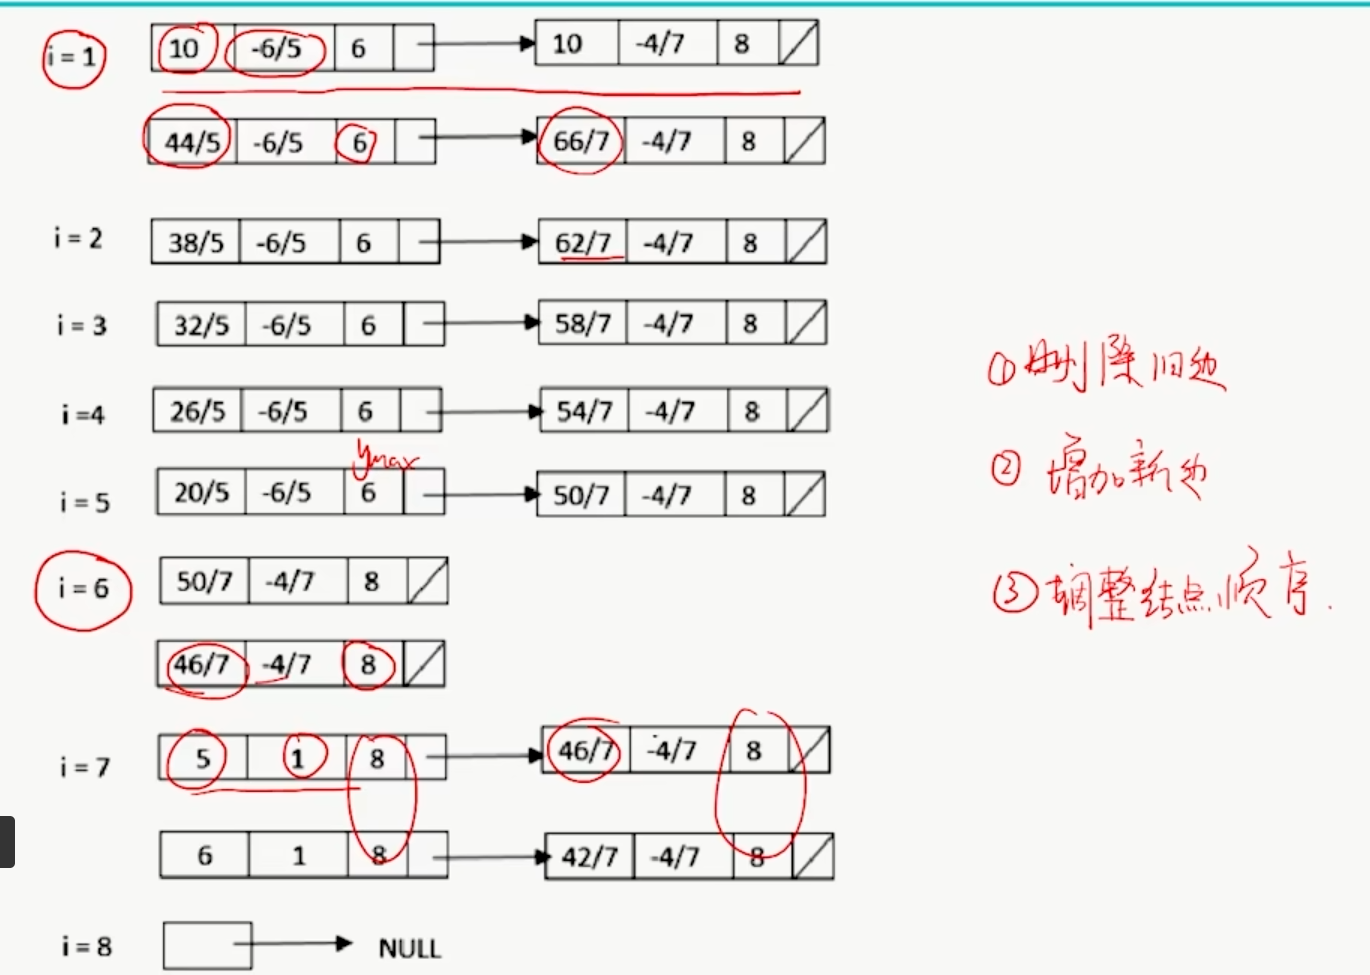 i = 1 10 -6/5 6 10 -4/7 8
44/5 -6/5 6 66/7 -4/7 8
i = 2 38/5 -6/5 6 62/7 -4/7 8
i = 3 32/5 -6/5 6 58/7 -4/7 8
① 删除旧边
i =4 26/5 -6/5 6 54/7 -4/7 8
ymax
② 增加新边
i = 5 20/5 -6/5 6 50/7 -4/7 8
i = 6 50/7 -4/7 8
③ 调整结点顺序.
46/7 -4/7 8
i = 7 5 1 8 46/7 -4/7 8
6 1 8 42/7 -4/7 8
i = 8 NULL